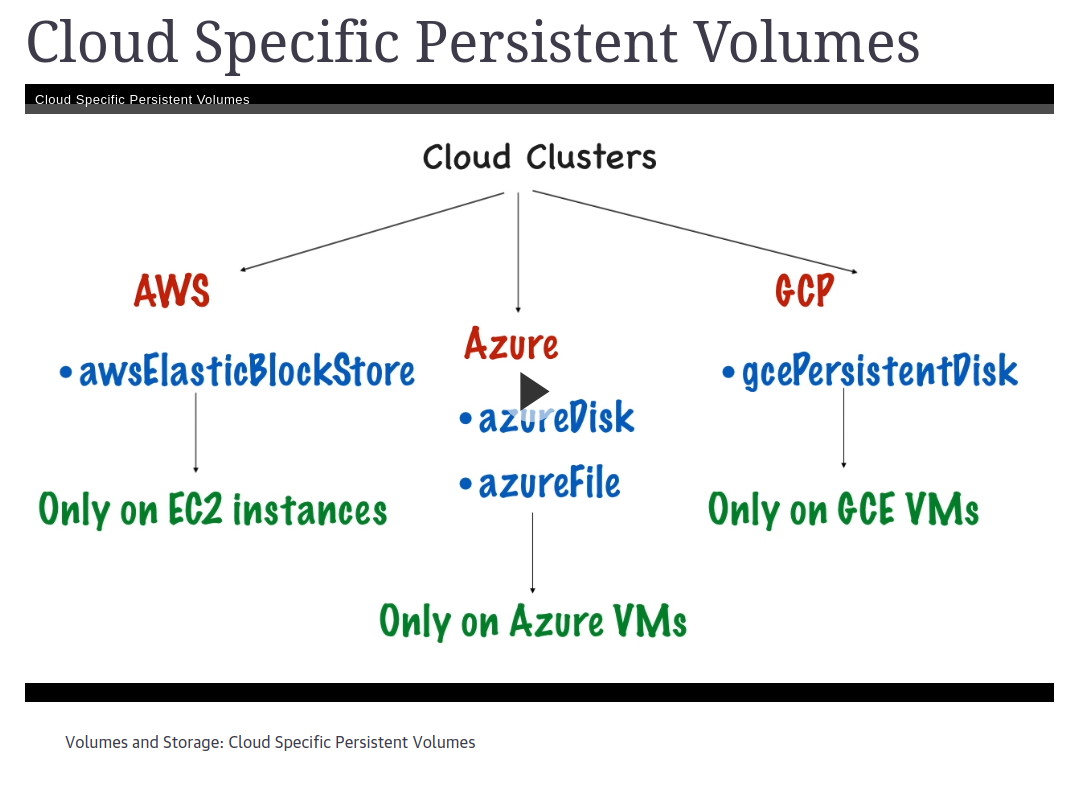 Cloud Specific Persistent Volumes
Cloud Specific Persistent Volumes
Cloud Clusters
AWS
• awsElasticBlockStore
Only on EC2 instances
Azure
• azureDisk
• azureFile
Only on Azure VMs
GCP
• gcePersistentDisk
Only on GCE VMs
Volumes and Storage: Cloud Specific Persistent Volumes